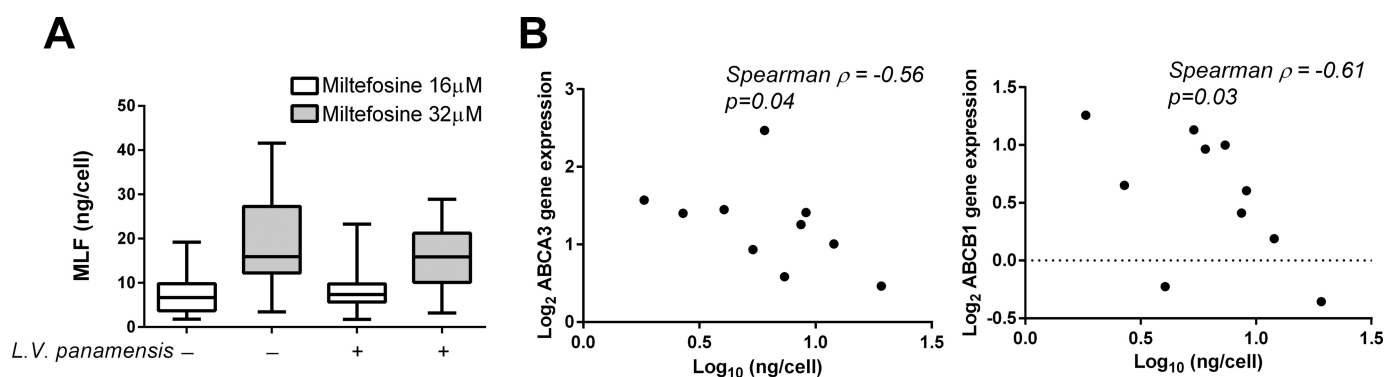 A
Miltefosine 16μM
Miltefosine 32μM
MLF (ng/cell)
50
40
30
20
10
0
L.V. panamensis – – + +
B
Spearman ρ = -0.56
p=0.04
Log2 ABCA3 gene expression
3
2
1
0
0.0 0.5 1.0 1.5
Log10 (ng/cell)
Spearman ρ = -0.61
p=0.03
Log2 ABCB1 gene expression
1.5
1.0
0.5
0.0
-0.5
0.0 0.5 1.0 1.5
Log10 (ng/cell)